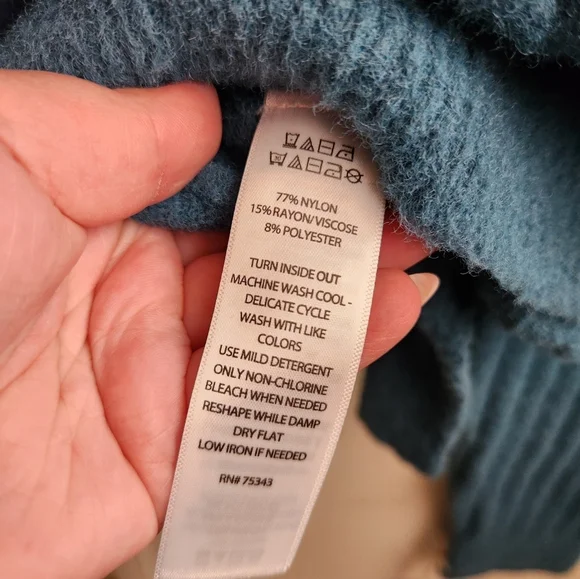 77% NYLON
15% RAYON/VISCOSE
8% POLYESTER
TURN INSIDE OUT
MACHINE WASH COOL -
DELICATE CYCLE
WASH WITH LIKE
COLORS
USE MILD DETERGENT
ONLY NON-CHLORINE
BLEACH WHEN NEEDED
RESHAPE WHILE DAMP
DRY FLAT
LOW IRON IF NEEDED
RN# 75343